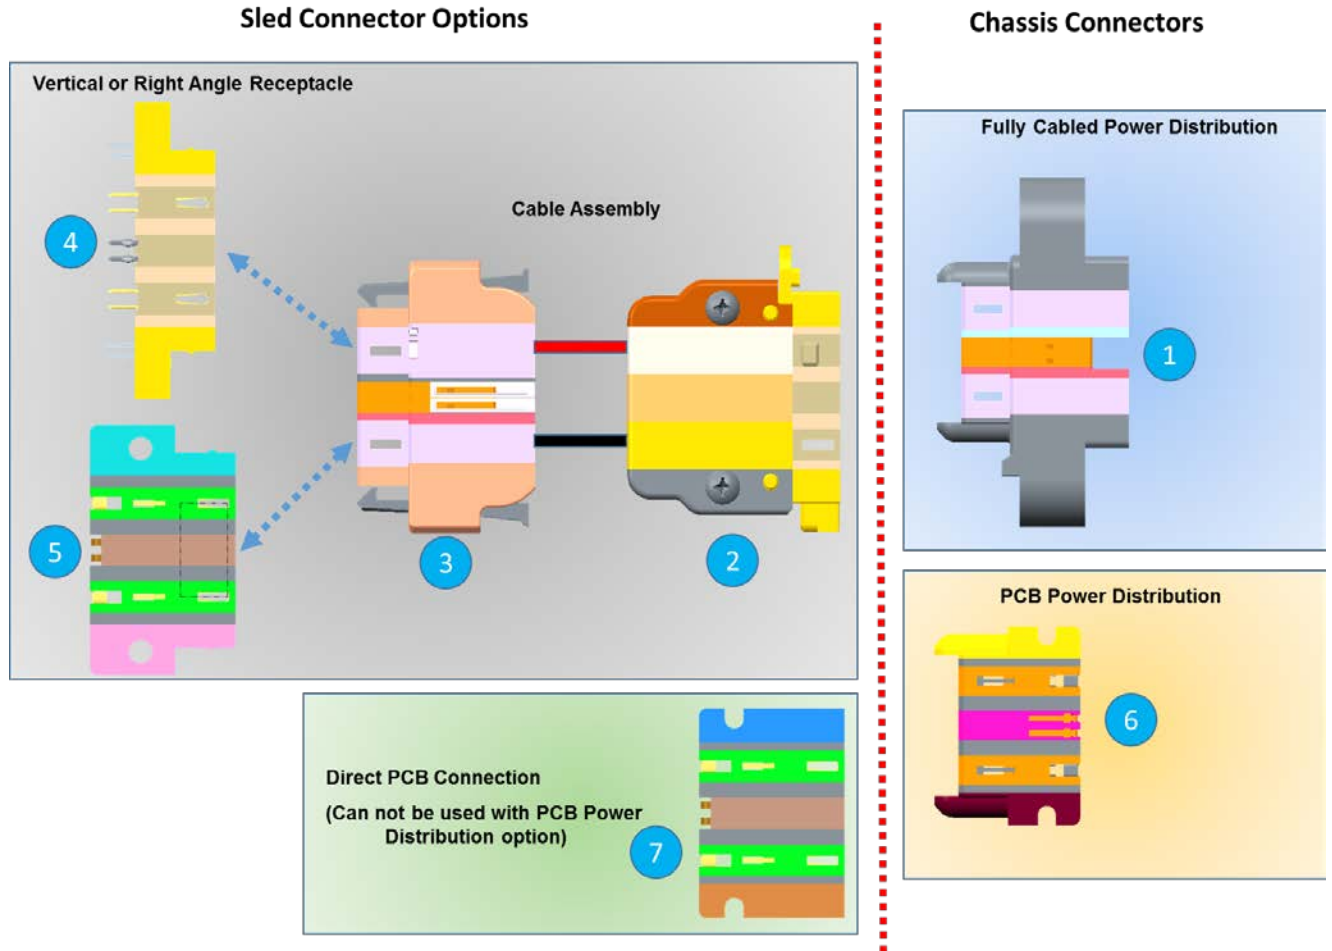 Sled Connector Options
Chassis Connectors
Vertical or Right Angle Receptacle
Cable Assembly
4
5
3
2
Direct PCB Connection
(Can not be used with PCB Power
Distribution option)
7
Fully Cabled Power Distribution
1
PCB Power Distribution
6